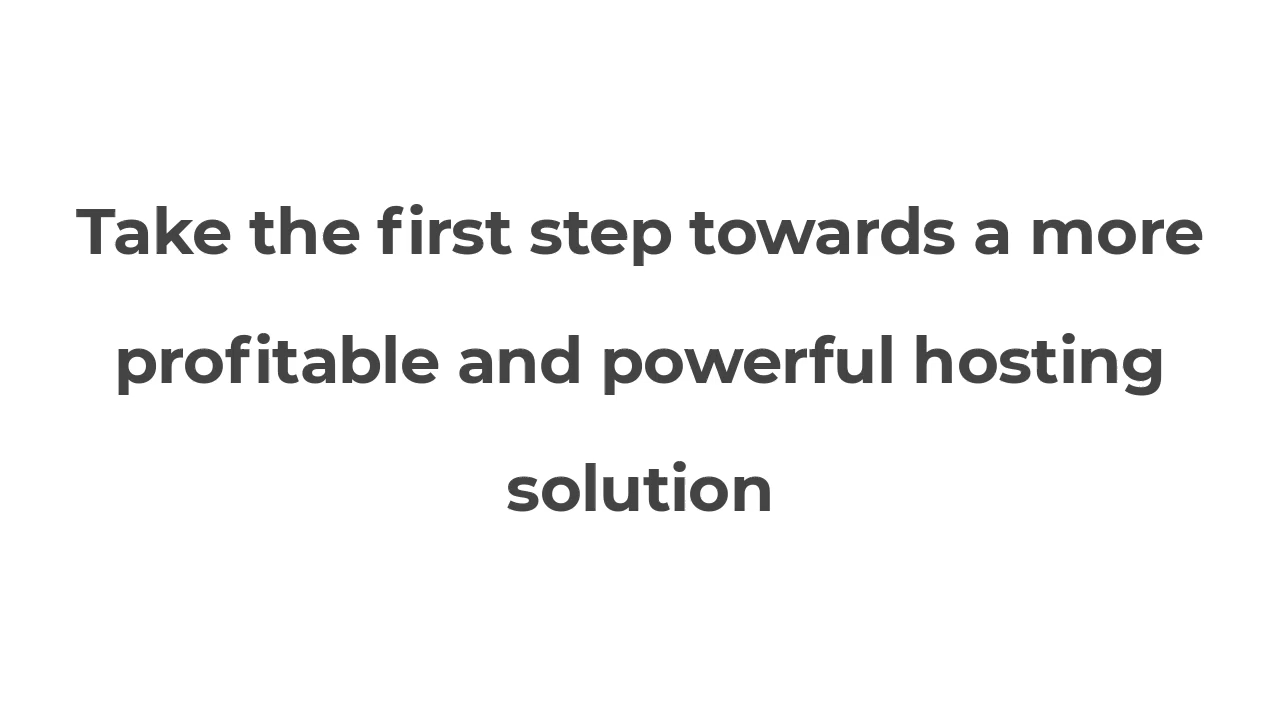 Take the first step towards a more
profitable and powerful hosting
solution